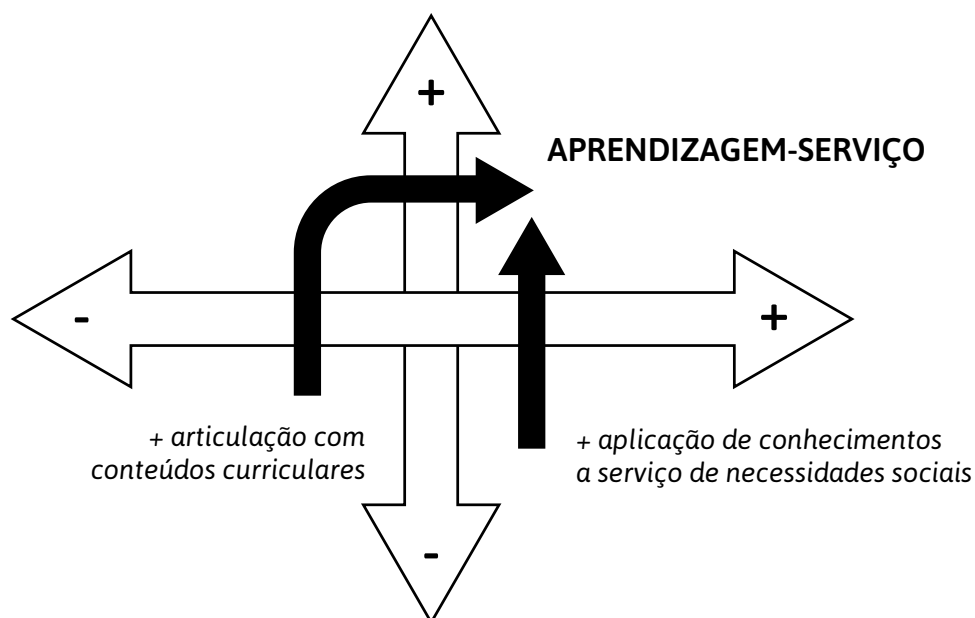 +
APRENDIZAGEM-SERVIÇO
-
+
+ articulação com
conteúdos curriculares
+ aplicação de conhecimentos
a serviço de necessidades sociais
-